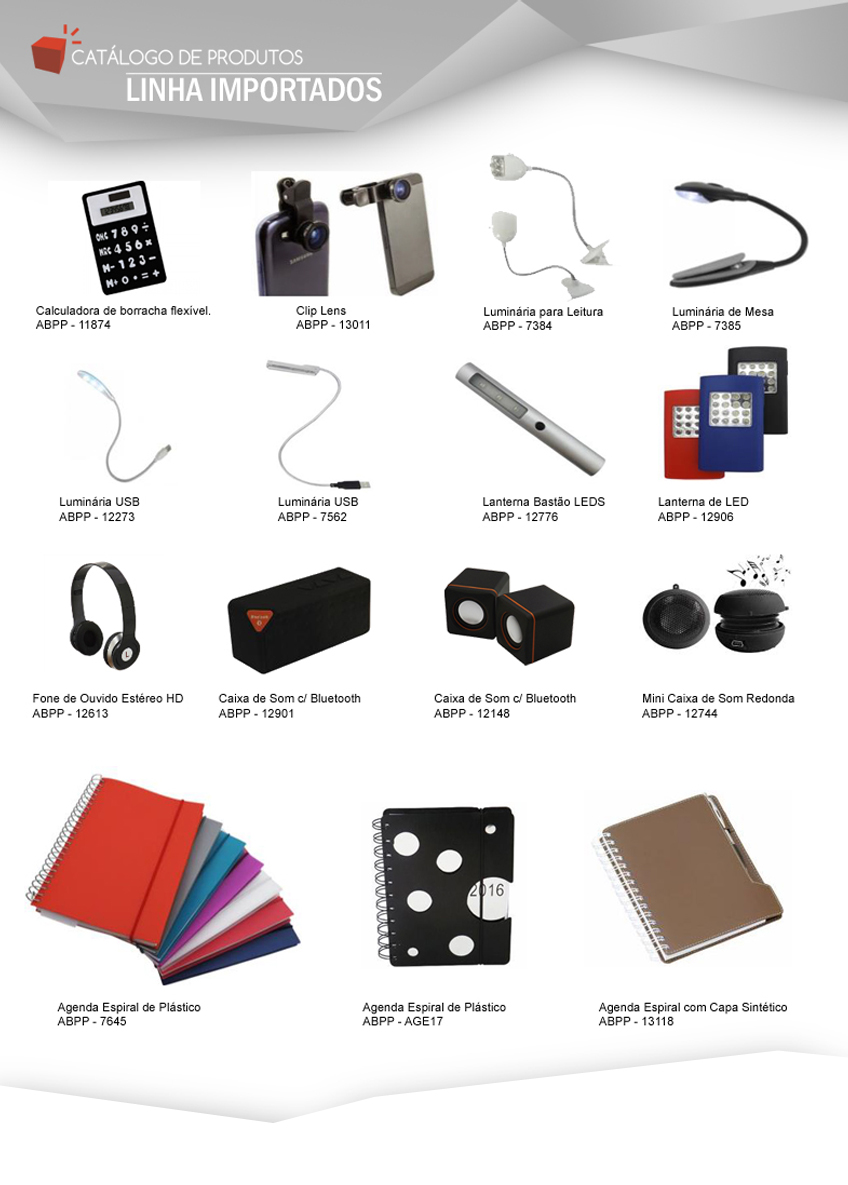 CATÁLOGO DE PRODUTOS
LINHA IMPORTADOS
Calculadora de borracha flexível.
ABPP - 11874
Clip Lens
ABPP - 13011
Luminária para Leitura
ABPP - 7384
Luminária de Mesa
ABPP - 7385
Luminária USB
ABPP - 12273
Luminária USB
ABPP - 7562
Lanterna Bastão LEDS
ABPP - 12776
Lanterna de LED
ABPP - 12906
Fone de Ouvido Estéreo HD
ABPP - 12613
Caixa de Som c/ Bluetooth
ABPP - 12901
Caixa de Som c/ Bluetooth
ABPP - 12148
Mini Caixa de Som Redonda
ABPP - 12744
2016
Agenda Espiral de Plástico
ABPP - 7645
Agenda Espiral de Plástico
ABPP - AGE17
Agenda Espiral com Capa Sintético
ABPP - 13118